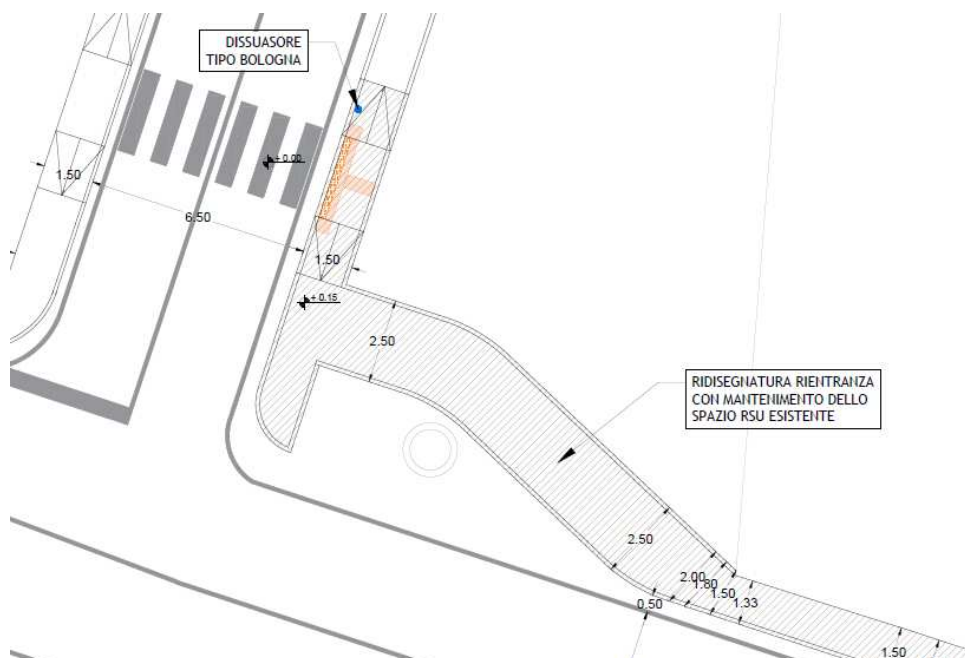 DISSUASORE
TIPO BOLOGNA
+ 0.00
1.50
6.50
1.50
+ 0.15
2.50
RIDISEGNATURA RIENTRANZA
CON MANTENIMENTO DELLO
SPAZIO RSU ESISTENTE
2.50
2.00
1.80
1.50
1.33
0.50
1.50